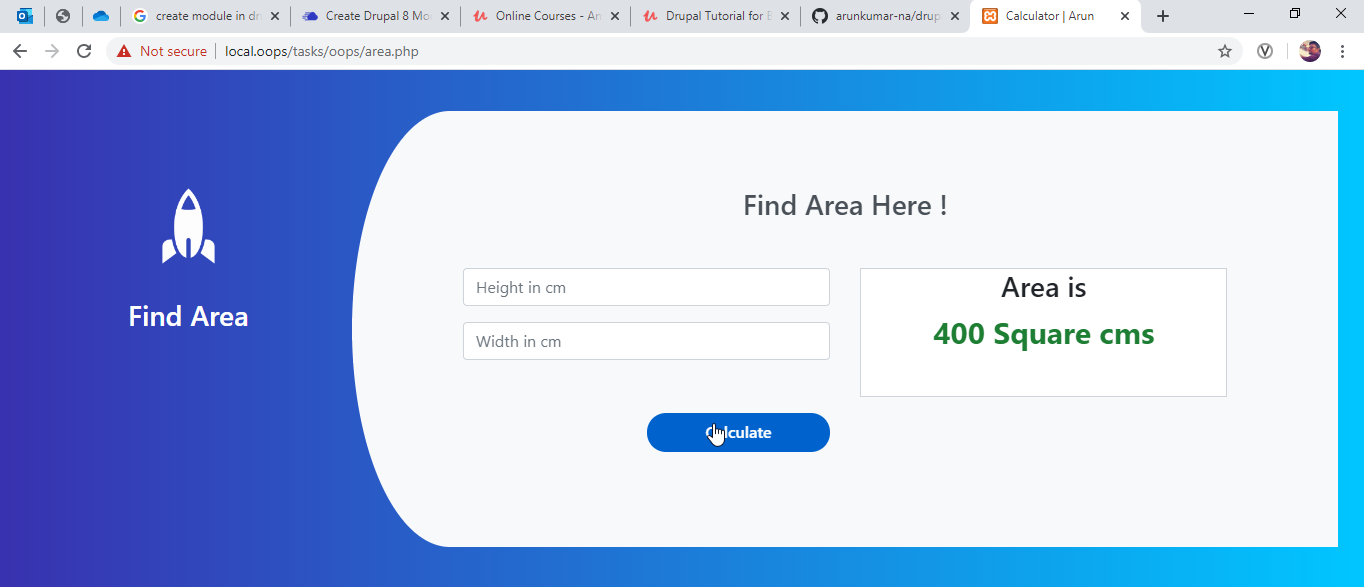 create module in dr
Create Drupal 8 Mo
Online Courses - An
Drupal Tutorial for B
arunkumar-na/drup
Calculator | Arun
Not secure
local.oops/tasks/oops/area.php
Find Area Here !
Find Area
Height in cm
Width in cm
Area is
400 Square cms
Calculate